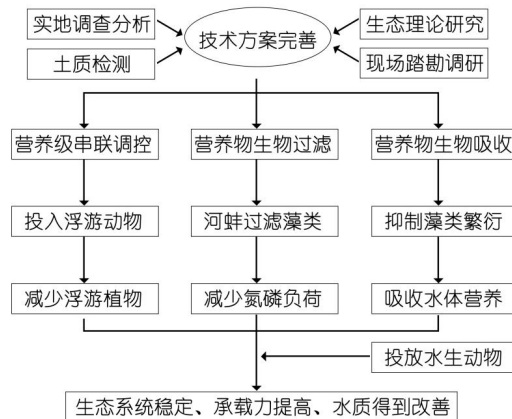 实地调查分析
生态理论研究
技术方案完善
土质检测
现场踏勘调研
营养级串联调控
营养物生物过滤
营养物生物吸收
投入浮游动物
河蚌过滤藻类
抑制藻类繁衍
减少浮游植物
减少氮磷负荷
吸收水体营养
投放水生动物
生态系统稳定、承载力提高、水质得到改善